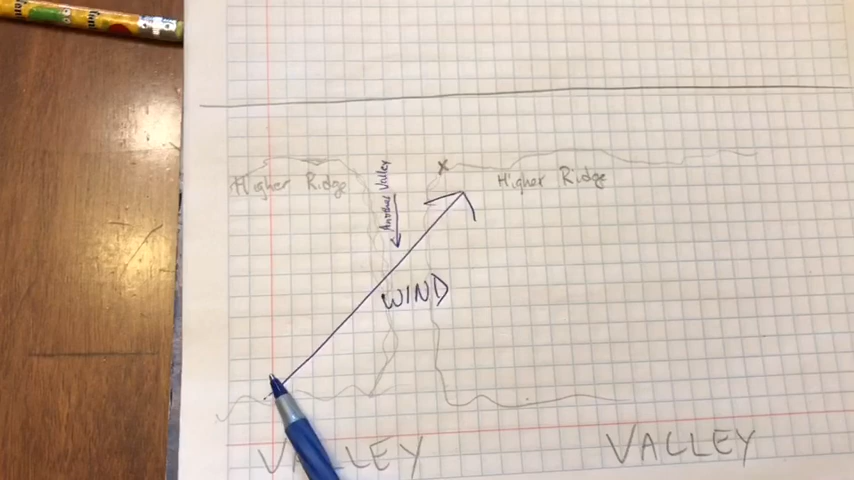 Higher Ridge
Another Valley
X
Higher Ridge
WIND
VALLEY
VALLEY